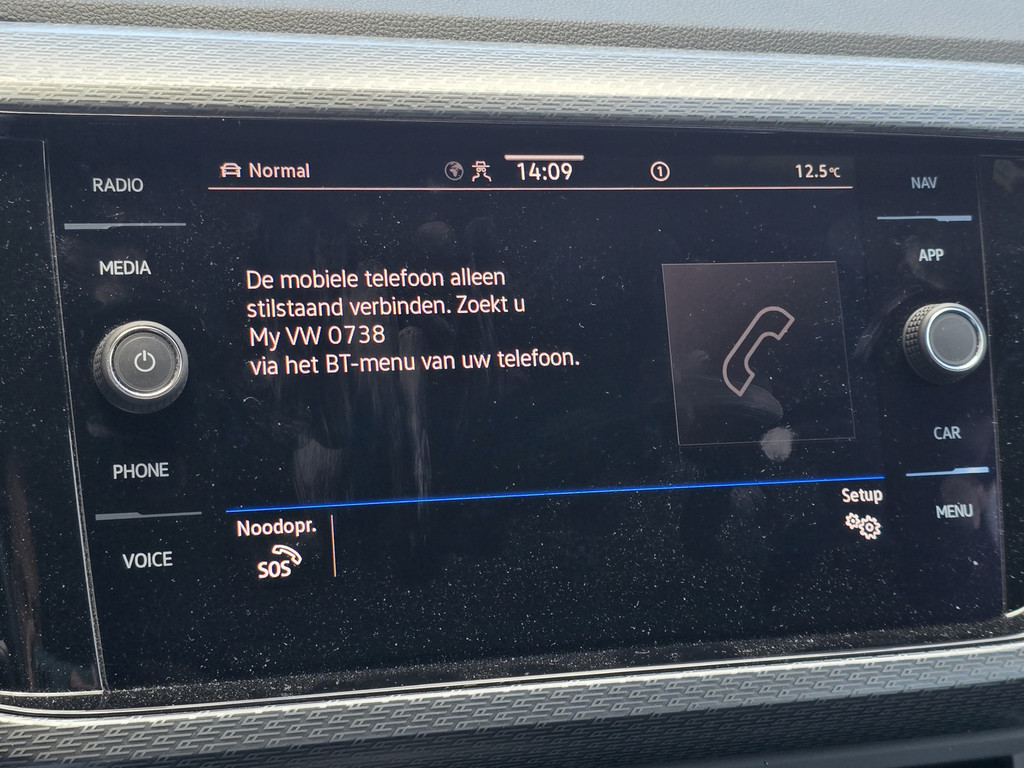 Normal
14:09
1
12.5°C
RADIO
MEDIA
PHONE
VOICE
De mobiele telefoon alleen
stilstaand verbinden. Zoekt u
My VW 0738
via het BT-menu van uw telefoon.
Noodopr.
SOS
Setup
NAV
APP
CAR
MENU